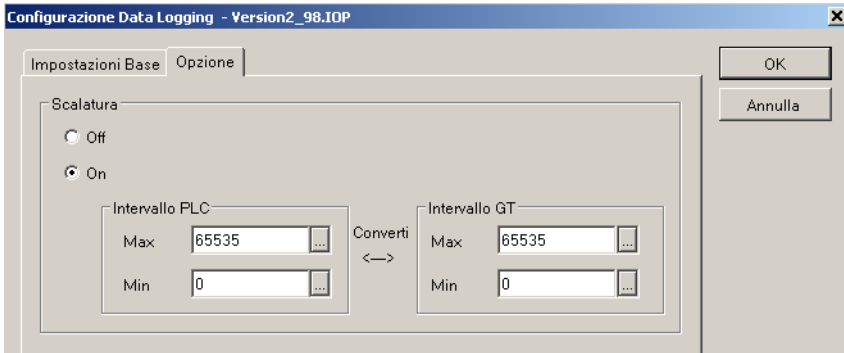 Configurazione Data Logging - Version2_98.IOP
Impostazioni Base Opzione
OK
Annulla
Scalatura
Off
On
Intervallo PLC
Max 65535 ...
Min 0 ...
Converti
<—>
Intervallo GT
Max 65535 ...
Min 0 ...